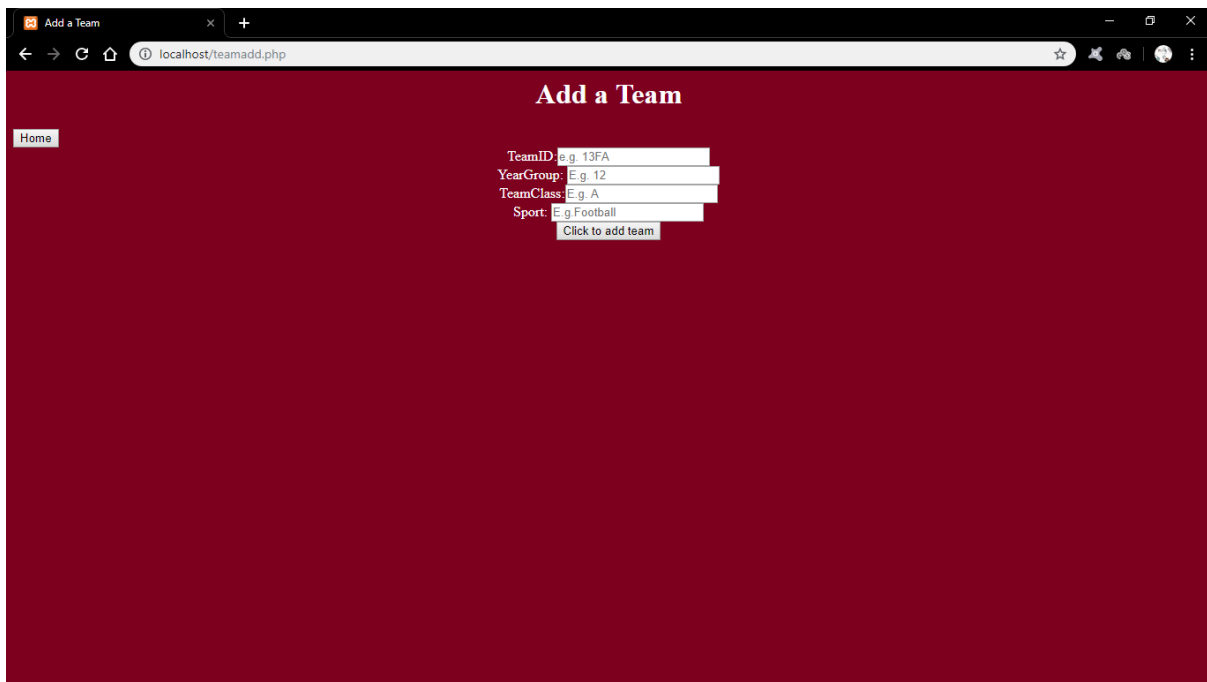 Add a Team
localhost/teamadd.php
Add a Team
Home
TeamID: e.g. 13FA
YearGroup: E.g. 12
TeamClass: E.g. A
Sport: E.g.Football
Click to add team